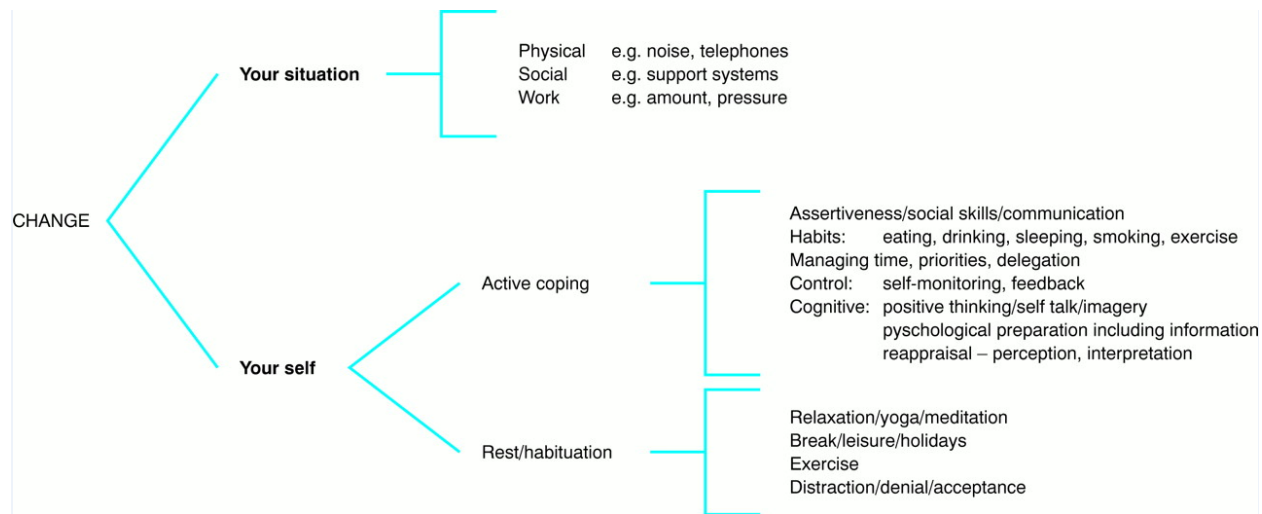 Your situation
Physical e.g. noise, telephones
Social e.g. support systems
Work e.g. amount, pressure
CHANGE
Your self
Active coping
Assertiveness/social skills/communication
Habits: eating, drinking, sleeping, smoking, exercise
Managing time, priorities, delegation
Control: self-monitoring, feedback
Cognitive: positive thinking/self talk/imagery
pyschological preparation including information
reappraisal – perception, interpretation
Rest/habituation
Relaxation/yoga/meditation
Break/leisure/holidays
Exercise
Distraction/denial/acceptance